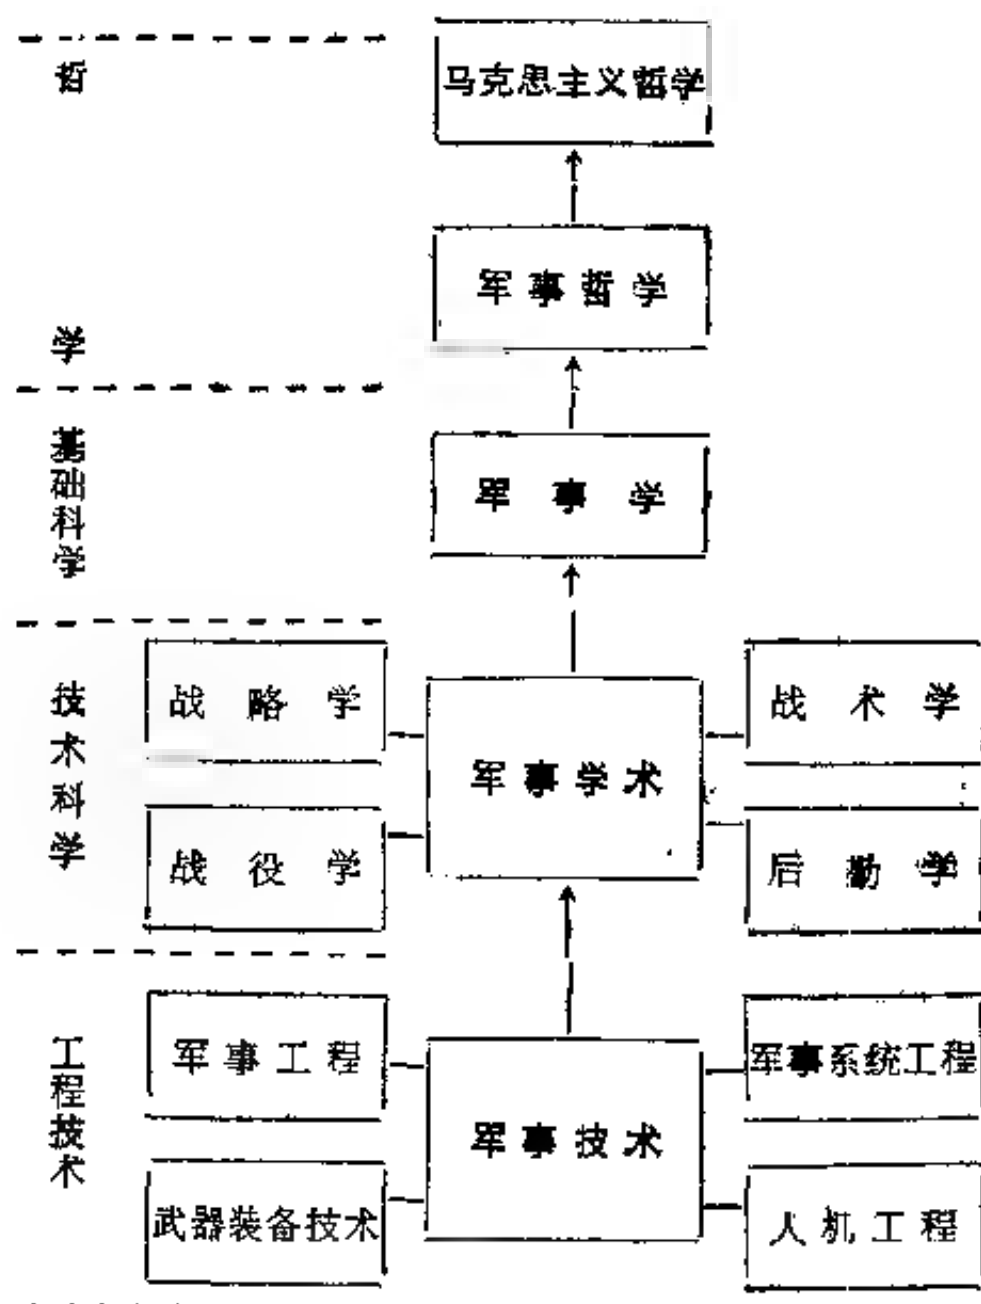 哲学
马克思主义哲学
军事哲学
基础科学
军事学
技术科学
战略学
战役学
军事学术
战术学
后勤学
工程技术
军事工程
武器装备技术
军事技术
军事系统工程
人机工程